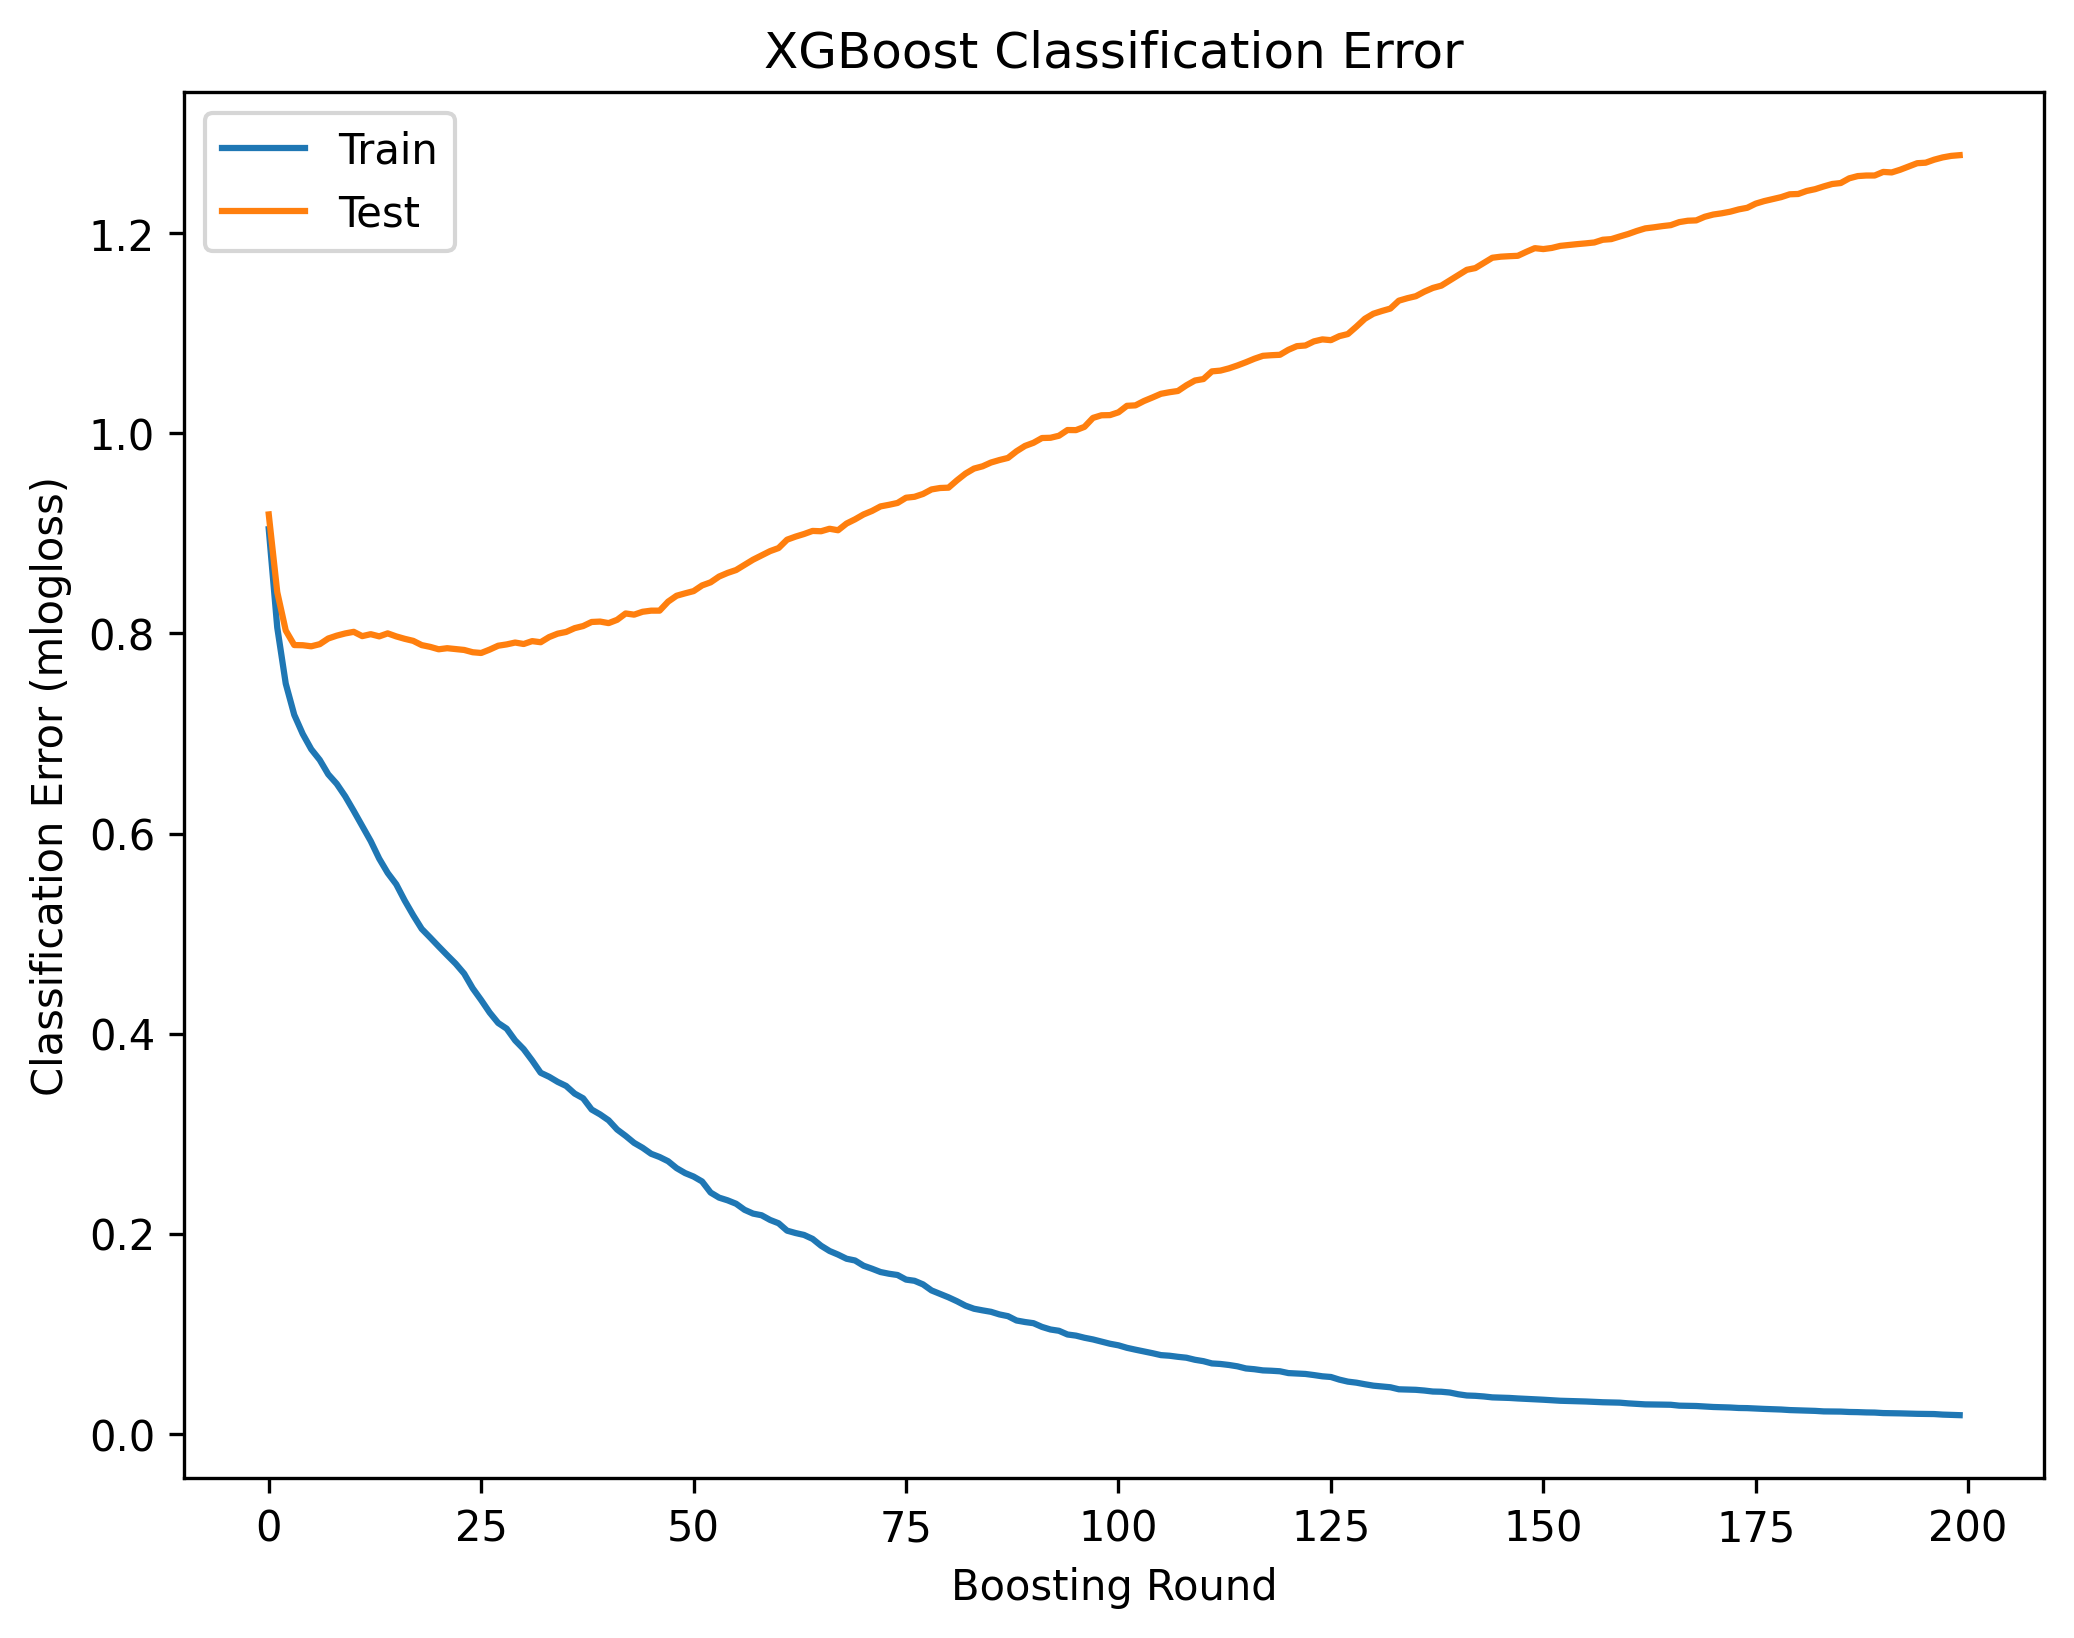 XGBoost Classification Error
Train
Test
Classification Error (mlogloss)
1.2
1.0
0.8
0.6
0.4
0.2
0.0
0 25 50 75 100 125 150 175 200
Boosting Round